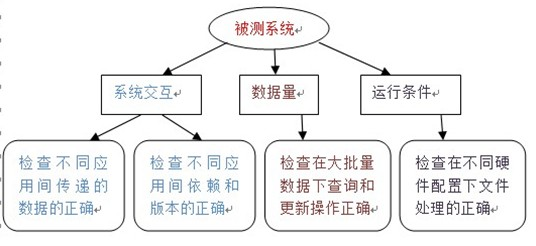 被测系统
系统交互
数据量
运行条件
检查不同应
用间传递的
数据的正确
检查不同应
用间依赖和
版本的正确
检查在大批量
数据下查询和
更新操作正确
检查在不同硬
件配置下文件
处理的正确